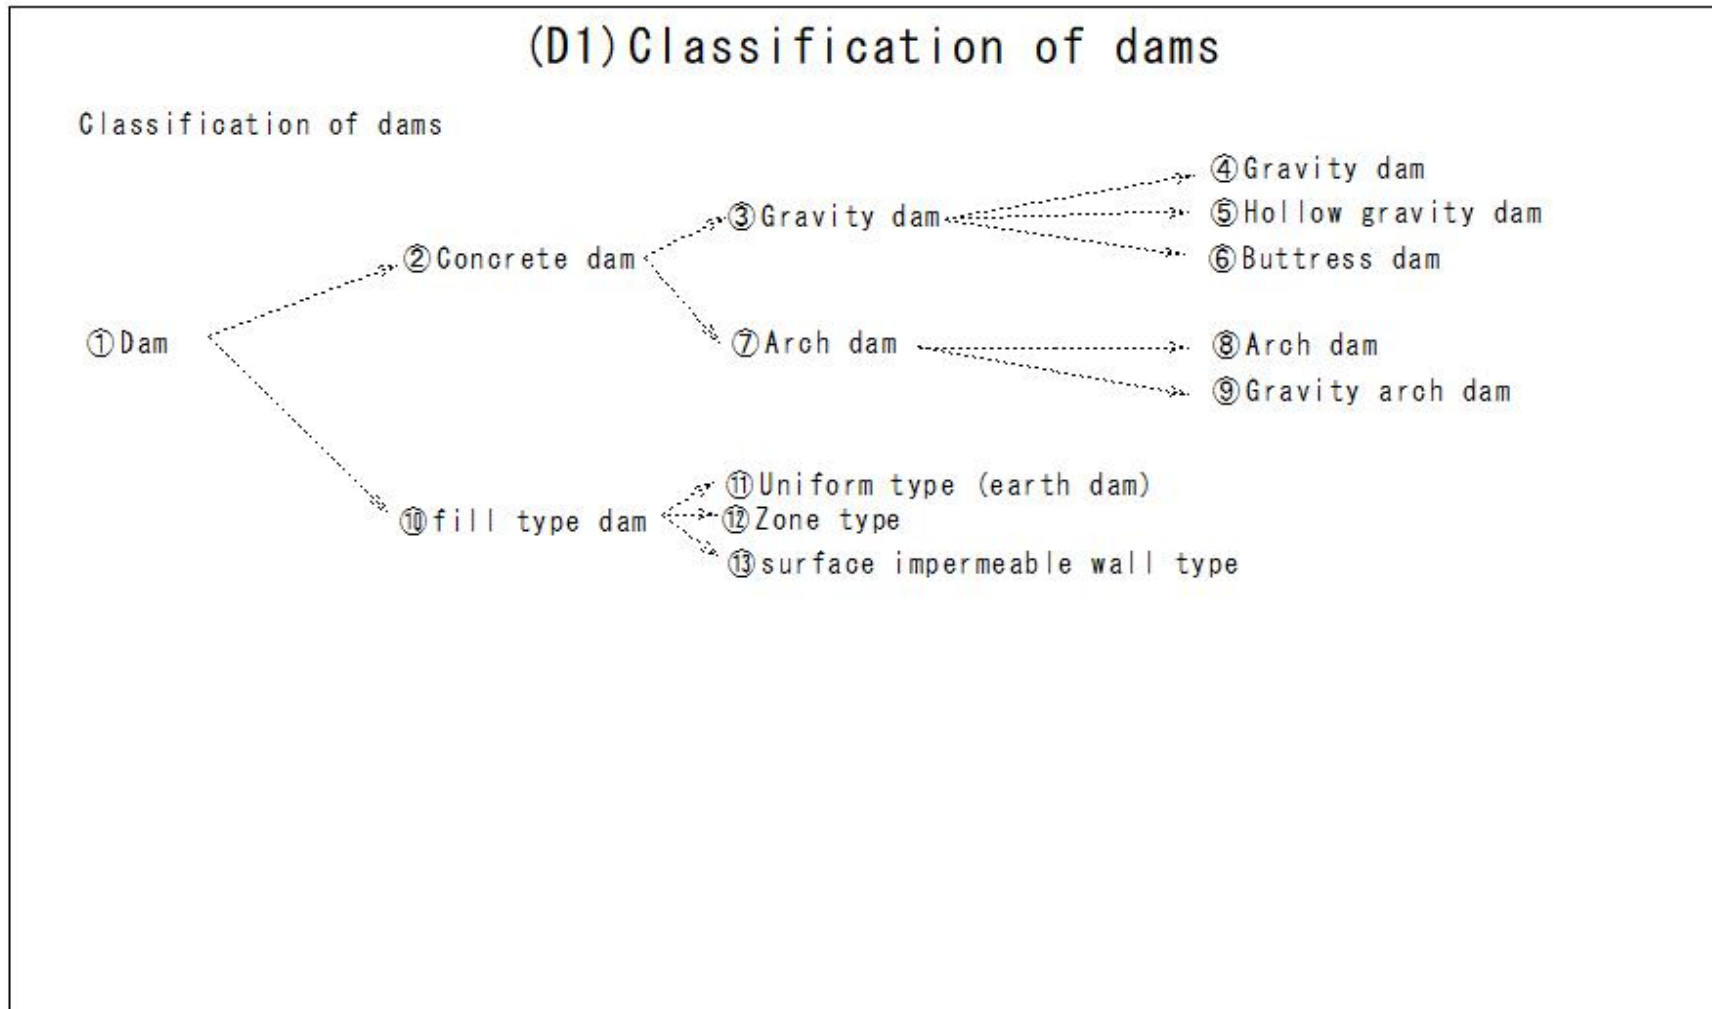 (D1)Classification of dams
Classification of dams
④Gravity dam
③Gravity dam
⑤Hollow gravity dam
②Concrete dam
⑥Buttress dam
①Dam
⑦Arch dam
⑧Arch dam
⑨Gravity arch dam
⑪Uniform type (earth dam)
⑩fill type dam
⑫Zone type
⑬surface impermeable wall type